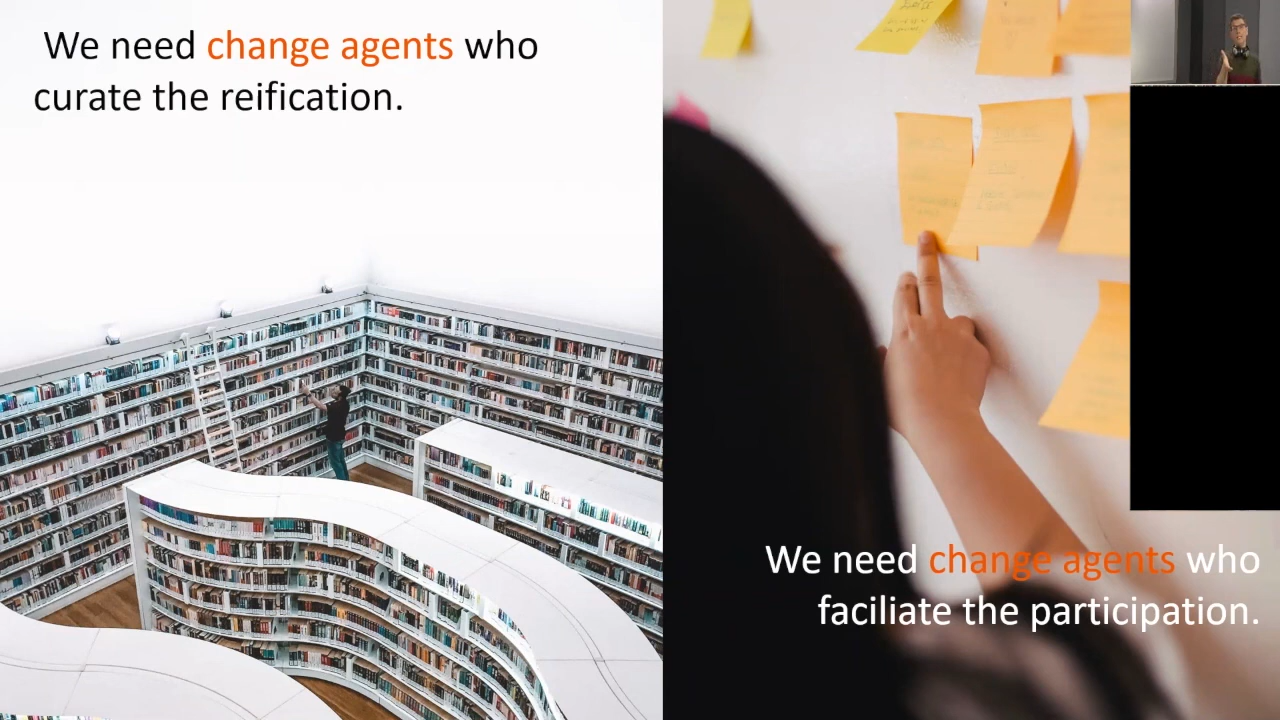 We need change agents who
curate the reification.
We need change agents who
faciliate the participation.